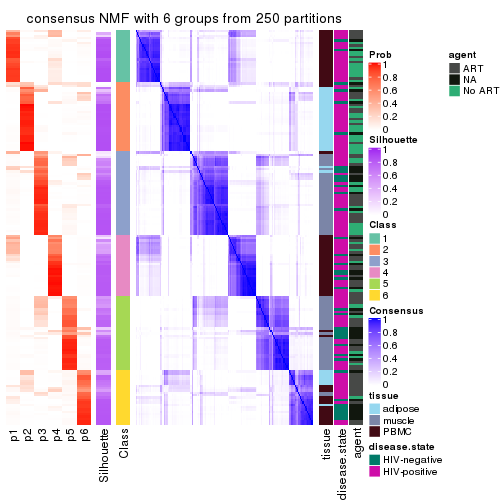 consensus NMF with 6 groups from 250 partitions
Prob
1
0.8
0.6
0.4
0.2
0
Silhouette
1
0.8
0.6
0.4
0.2
0
Class
1
2
3
4
5
6
Consensus
1
0.8
0.6
0.4
0.2
0
tissue
adipose
muscle
PBMC
disease.state
HIV-negative
HIV-positive
agent
ART
NA
No ART
p1
p2
p3
p4
p5
p6
Silhouette
Class
tissue
disease.state
agent